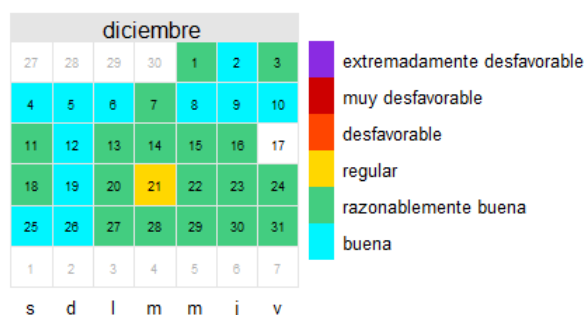 diciembre
27 28 29 30 1 2 3
4 5 6 7 8 9 10
11 12 13 14 15 16 17
18 19 20 21 22 23 24
25 26 27 28 29 30 31
1 2 3 4 5 6 7
s d l m m j v
extremadamente desfavorable
muy desfavorable
desfavorable
regular
razonablemente buena
buena